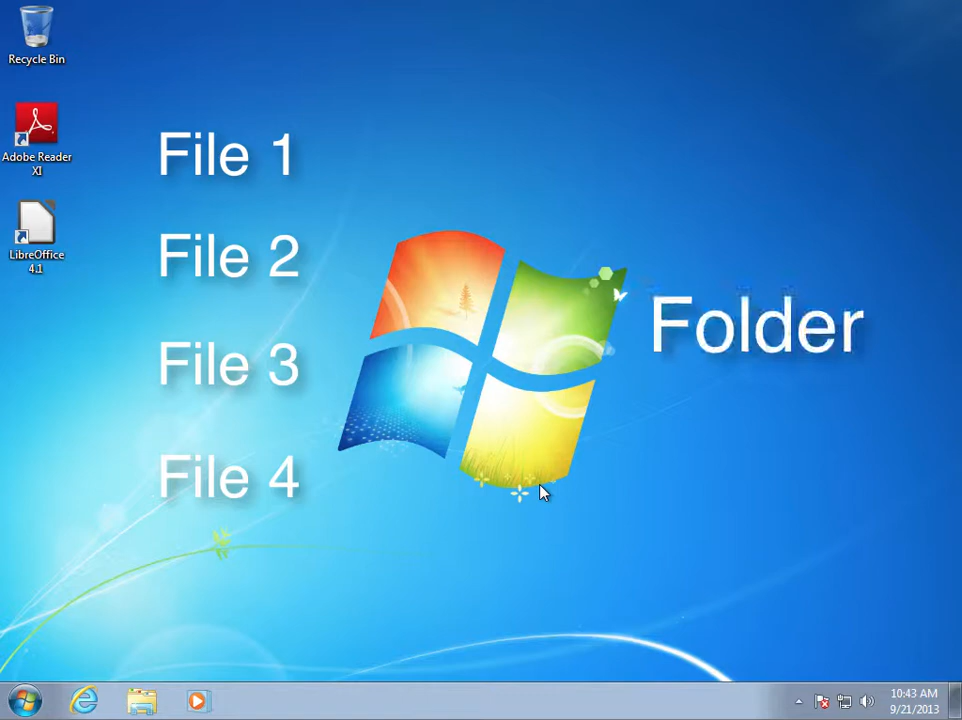 Recycle Bin
Adobe Reader
XI
LibreOffice
4.1
File 1
File 2
File 3
File 4
Folder
10:43 AM
9/21/2013